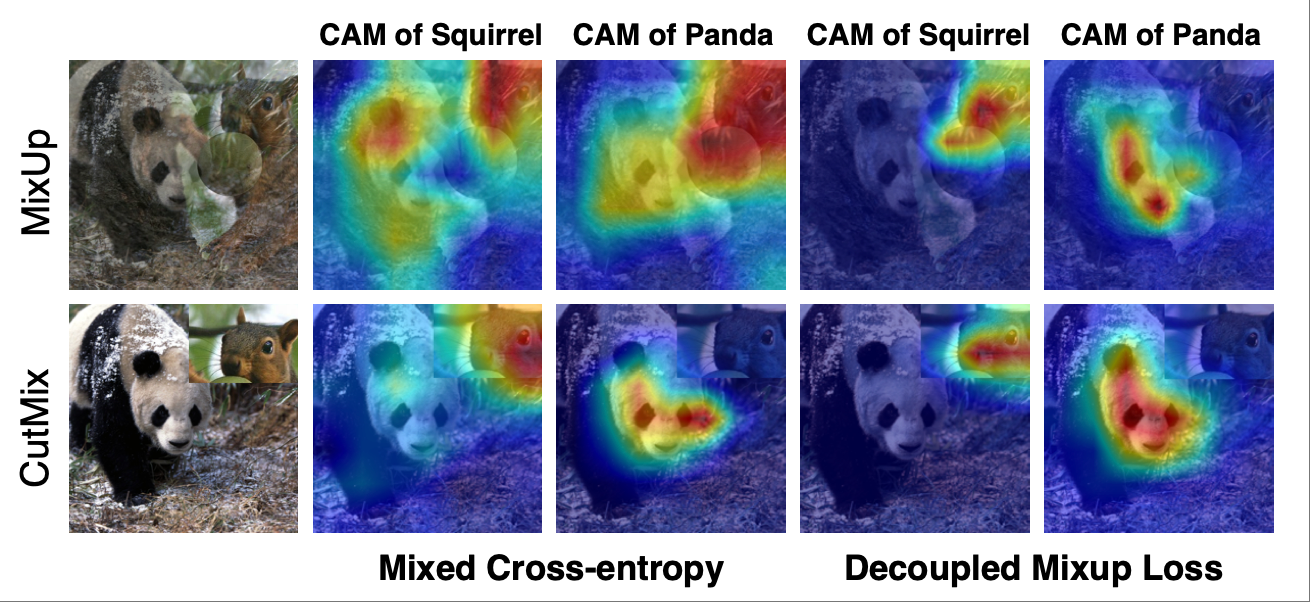 CAM of Squirrel CAM of Panda CAM of Squirrel CAM of Panda
MixUp
CutMix
Mixed Cross-entropy Decoupled Mixup Loss